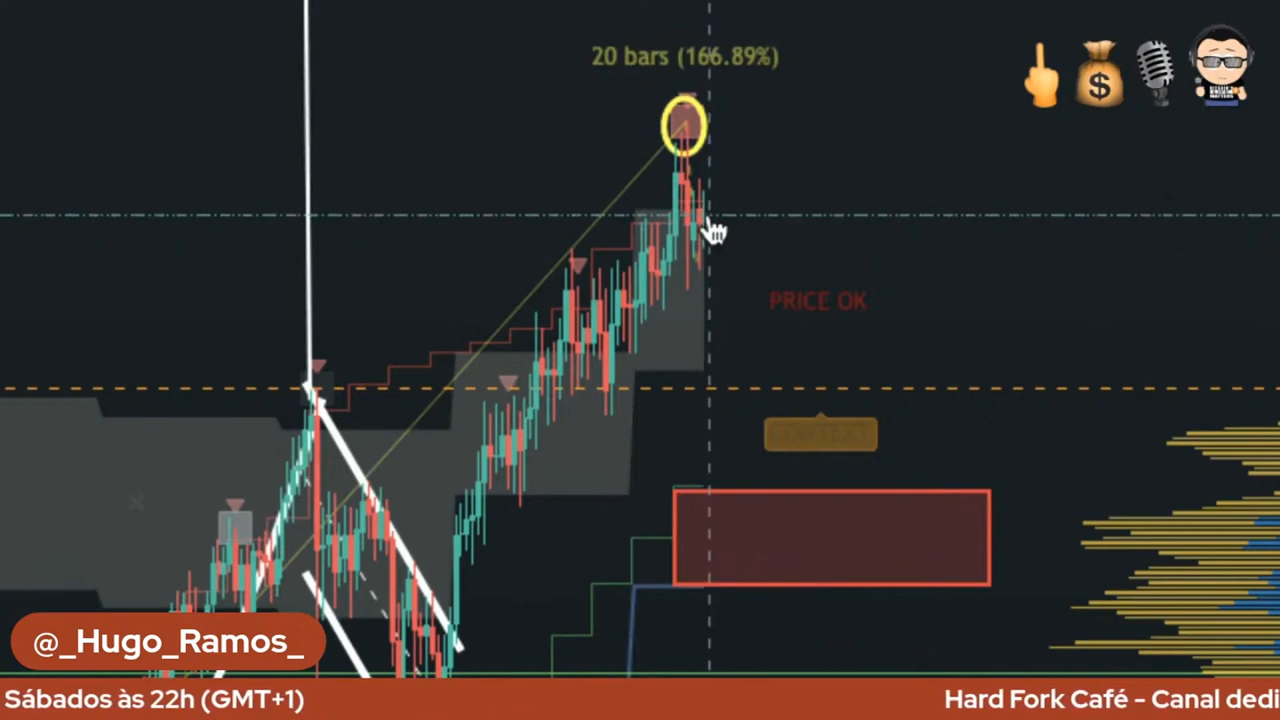 20 bars (166.89%)
PRICE OK
@_Hugo_Ramos_
Sábados às 22h (GMT+1)
Hard Fork Café - Canal dedi